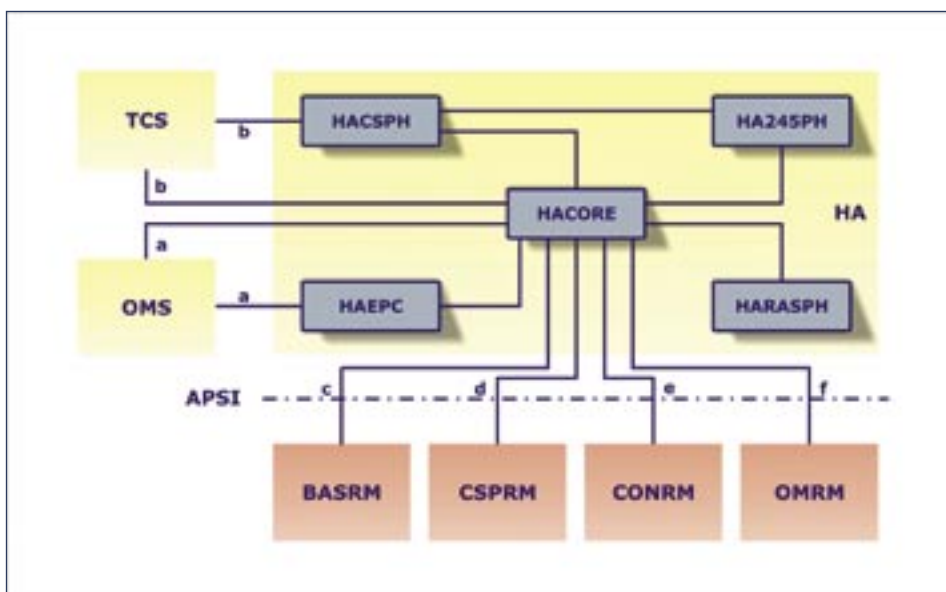 TCS
b
HACSPH
HA245PH
b
HACORE
HA
a
OMS
a
HAEPC
HARASPH
APSI
c
d
e
f
BASRM
CSPRM
CONRM
OMRM